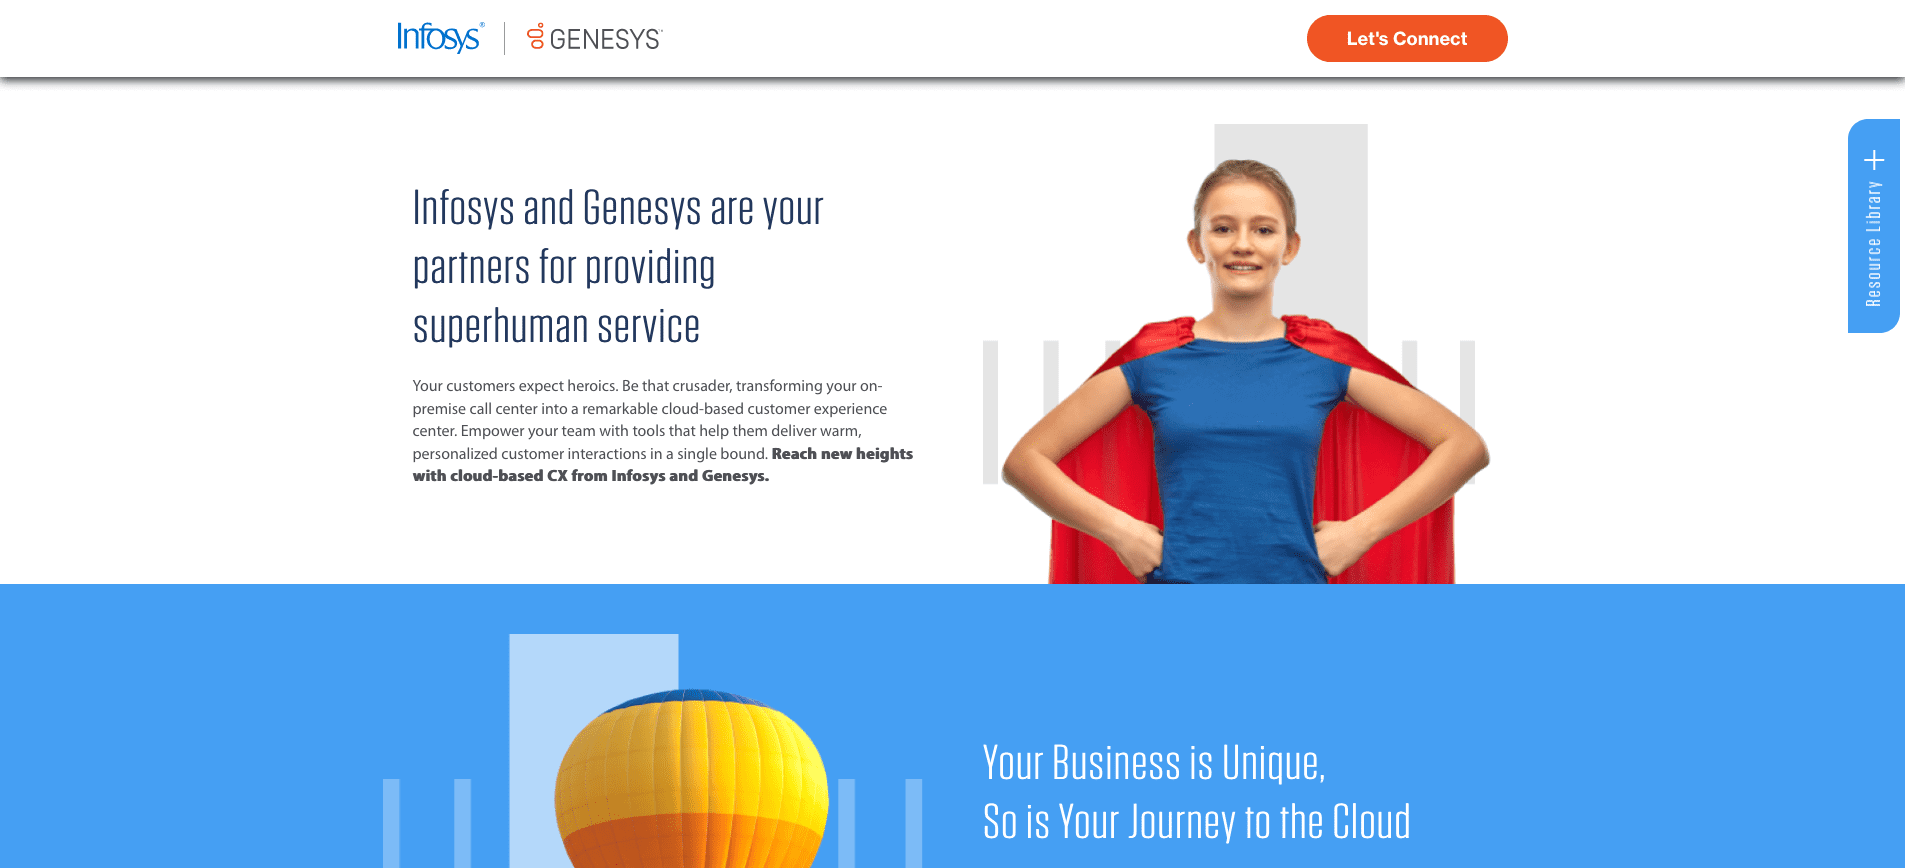 Infosys®
GENESYS™
Let's Connect
Resource Library
Infosys and Genesys are your
partners for providing
superhuman service
Your customers expect heroics. Be that crusader, transforming your on-
premise call center into a remarkable cloud-based customer experience
center. Empower your team with tools that help them deliver warm,
personalized customer interactions in a single bound. Reach new heights
with cloud-based CX from Infosys and Genesys.
Your Business is Unique,
So is Your Journey to the Cloud